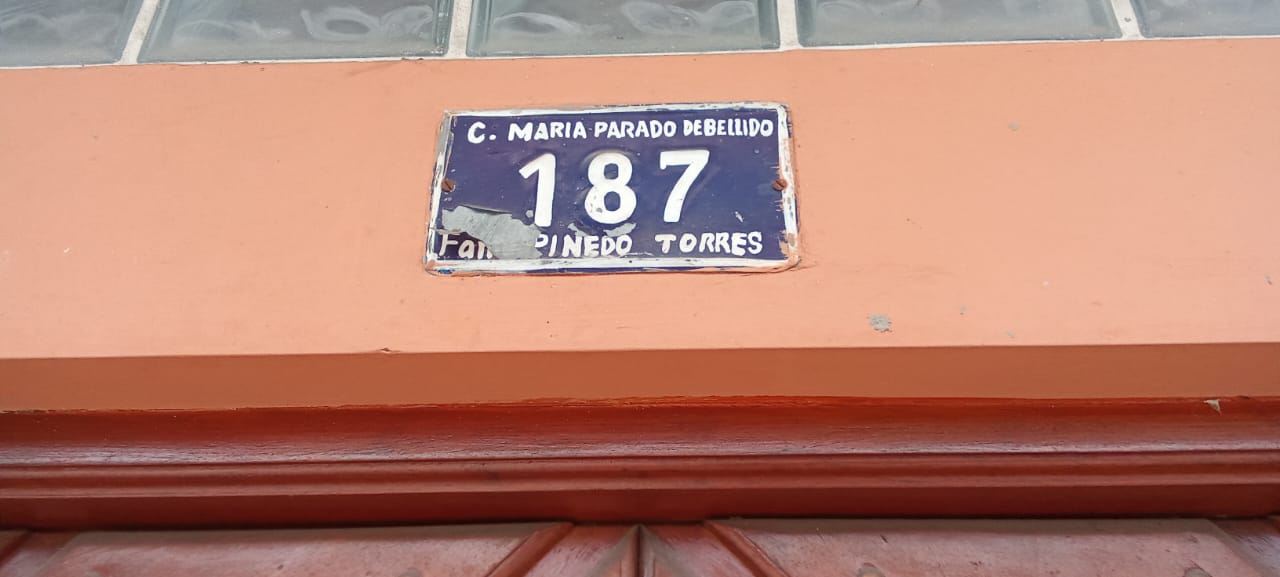 C. MARIA PARADO DEBELLIDO
187
PINEDO TORRES